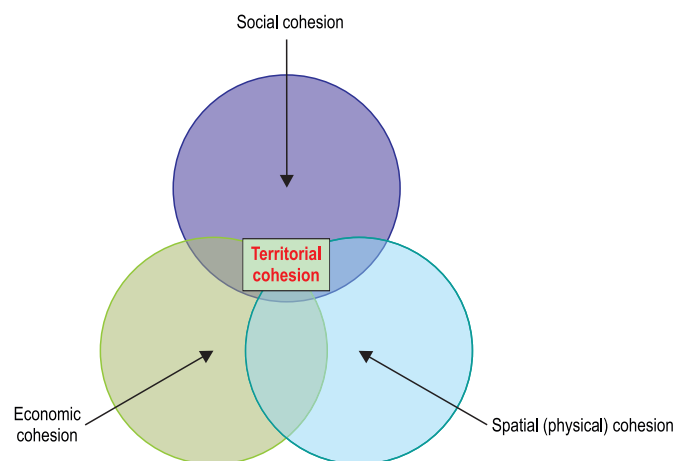 Social cohesion
Territorial
cohesion
Economic
cohesion
Spatial (physical) cohesion